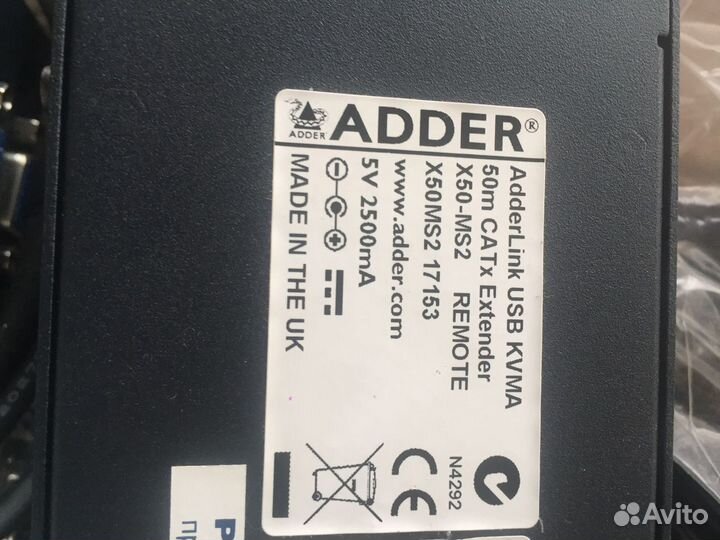 ADDER®
ADDER
AdderLink USB KVMA
50m CATx Extender
X50-MS2 REMOTE
X50MS2 17153
www.adder.com
5V 2500mA
MADE IN THE UK
CE
N4292
Avito